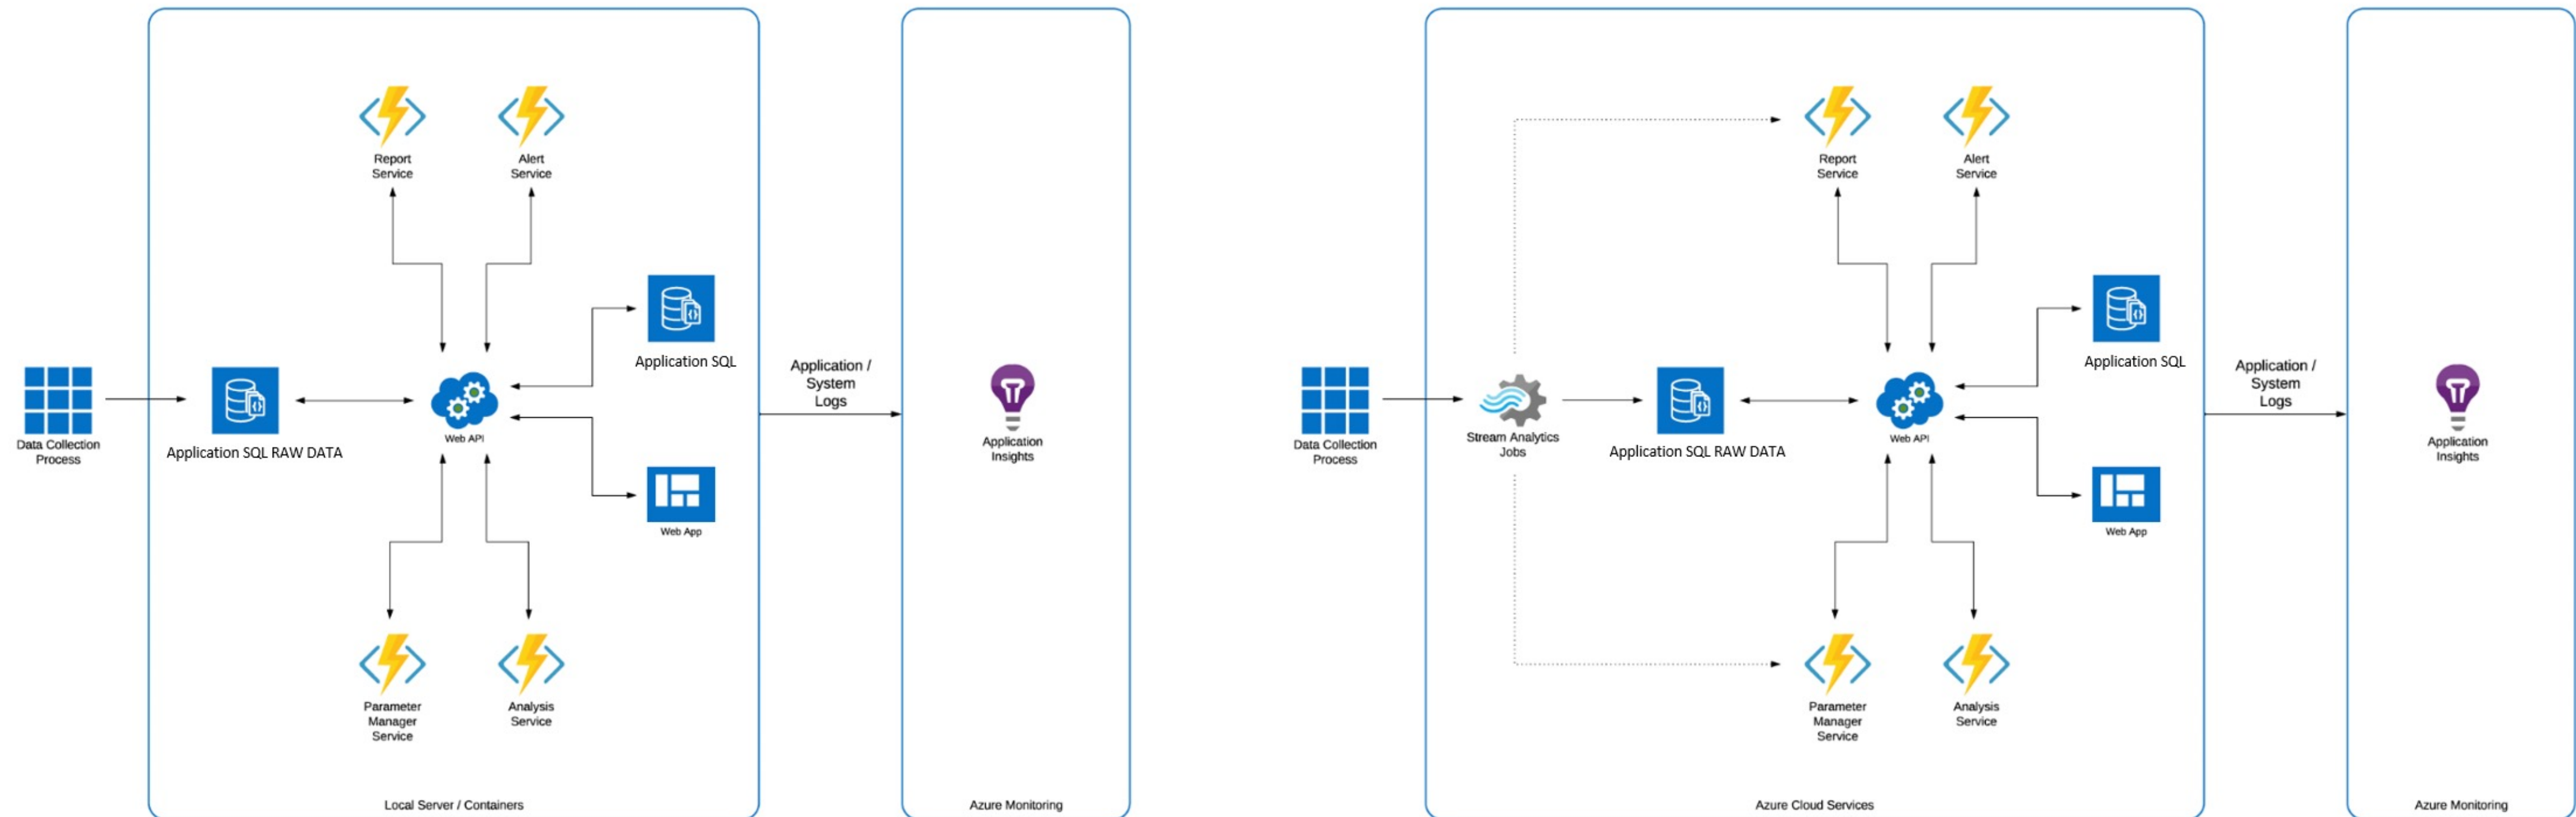 Report
Service
Alert
Service
Application SQL
Data Collection
Process
Application SQL RAW DATA
Web API
Web App
Parameter
Manager
Service
Analysis
Service
Local Server / Containers
Application /
System
Logs
Application
Insights
Azure Monitoring
Report
Service
Alert
Service
Application SQL
Data Collection
Process
Stream Analytics
Jobs
Application SQL RAW DATA
Web API
Web App
Parameter
Manager
Service
Analysis
Service
Azure Cloud Services
Application /
System
Logs
Application
Insights
Azure Monitoring